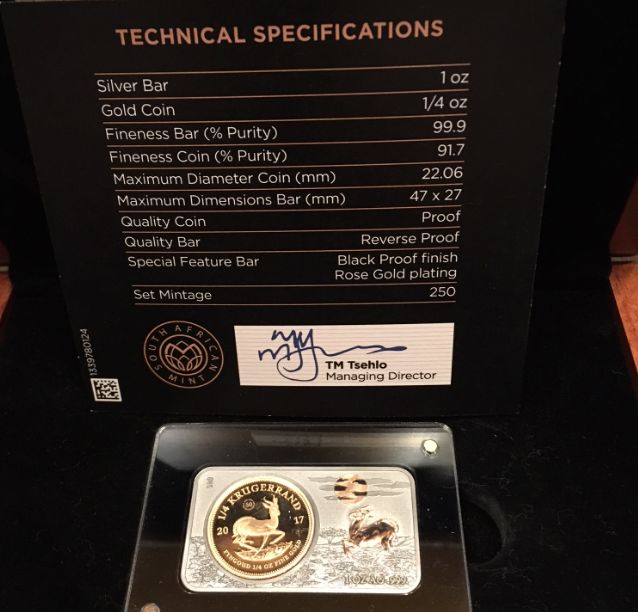 TECHNICAL SPECIFICATIONS
Silver Bar 1 oz
Gold Coin 1/4 oz
Fineness Bar (% Purity) 99.9
Fineness Coin (% Purity) 91.7
Maximum Diameter Coin (mm) 22.06
Maximum Dimensions Bar (mm) 47 x 27
Quality Coin Proof
Quality Bar Reverse Proof
Special Feature Bar Black Proof finish
Rose Gold plating
Set Mintage 250
1339780124
SOUTH AFRICAN MINT
TM Tsehlo
Managing Director
1/4 KRUGERRAND
50
20 17
FYNGOUD 1/4 OZ FINE GOLD
1 OZ AG 999